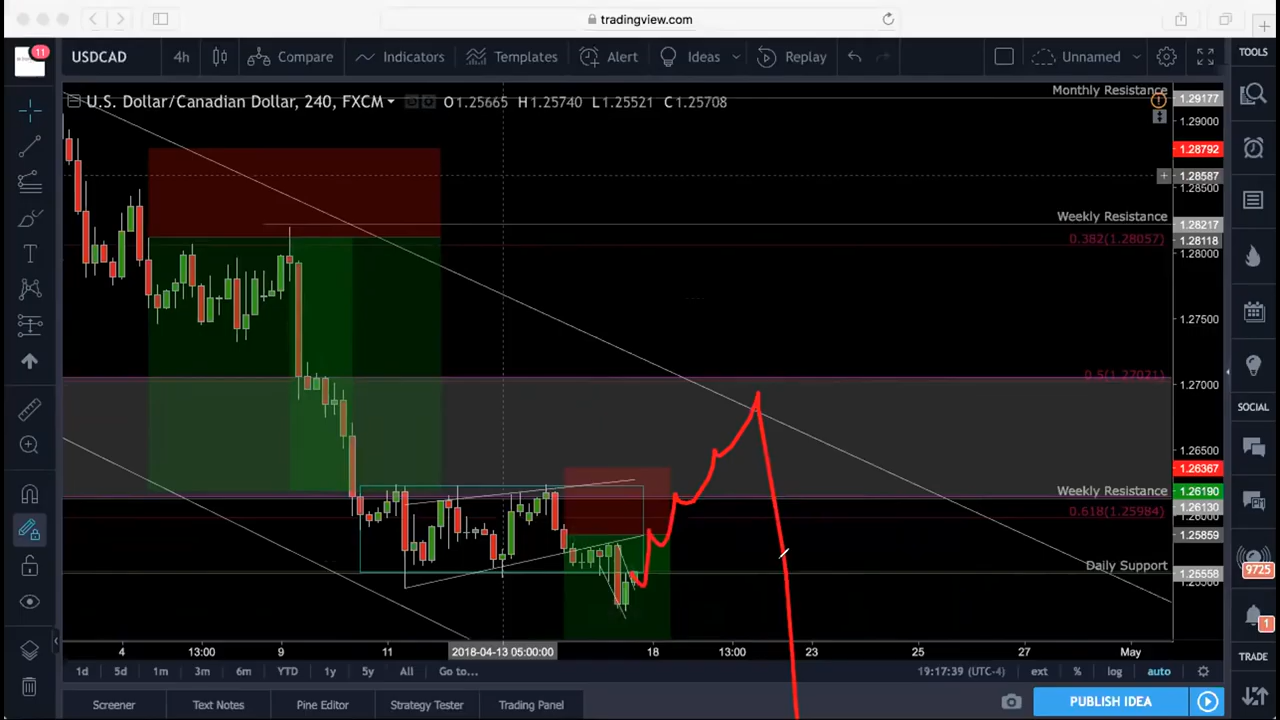 tradingview.com
11
USDCAD
4h
Compare
Indicators
Templates
Alert
Ideas
Replay
Unnamed
TOOLS
U.S. Dollar/Canadian Dollar, 240, FXCM
O1.25665 H1.25740 L1.25521 C1.25708
Monthly Resistance
1.29177
1.29000
1.28792
1.28587
1.28500
Weekly Resistance
1.28217
0.382(1.28057)
1.28118
1.28000
1.27500
0.5(1.27021)
1.27000
SOCIAL
1.26500
1.26367
Weekly Resistance
1.26190
1.26130
0.618(1.25984)
1.26000
1.25859
Daily Support
1.25558
9725
1
4
13:00
9
11
2018-04-13 05:00:00
18
13:00
23
25
27
May
TRADE
1d
5d
1m
3m
6m
YTD
1y
5y
All
Go to...
19:17:39 (UTC-4)
ext
%
log
auto
Screener
Text Notes
Pine Editor
Strategy Tester
Trading Panel
PUBLISH IDEA